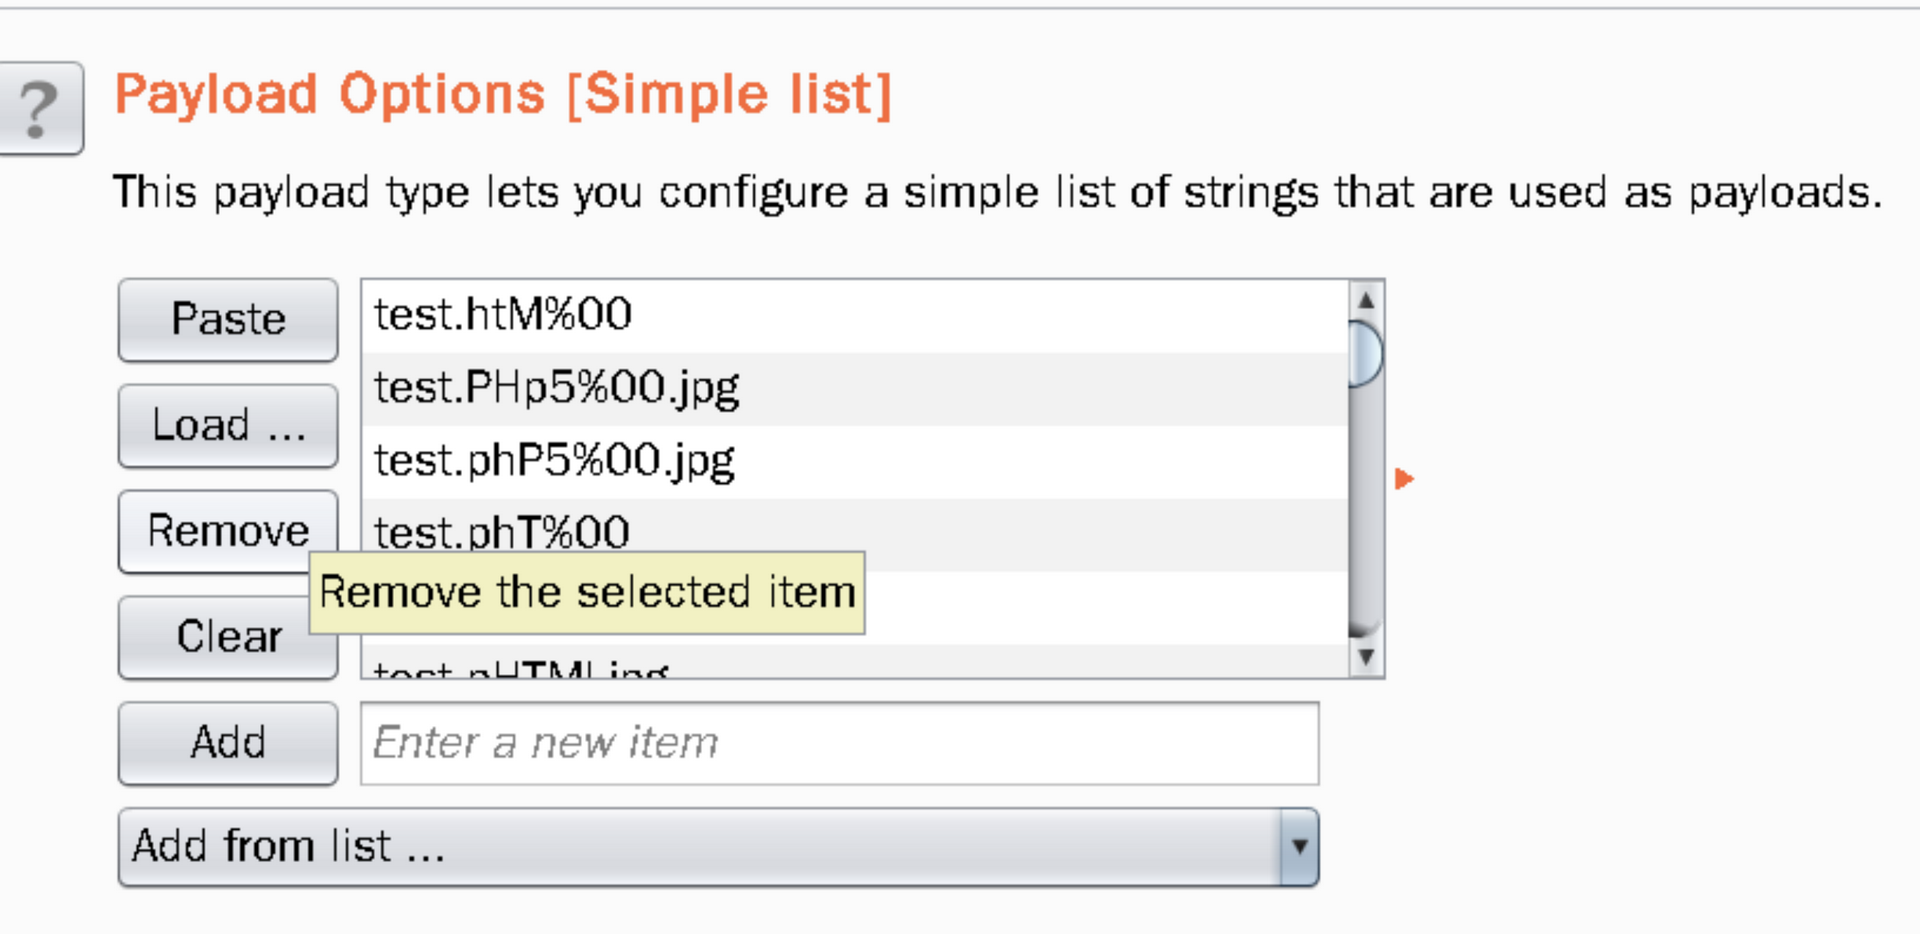 ?
Payload Options [Simple list]
This payload type lets you configure a simple list of strings that are used as payloads.
Paste
Load ...
Remove
Clear
test.htM%00
test.PHp5%00.jpg
test.phP5%00.jpg
test.phT%00
Remove the selected item
Add
Enter a new item
Add from list ...